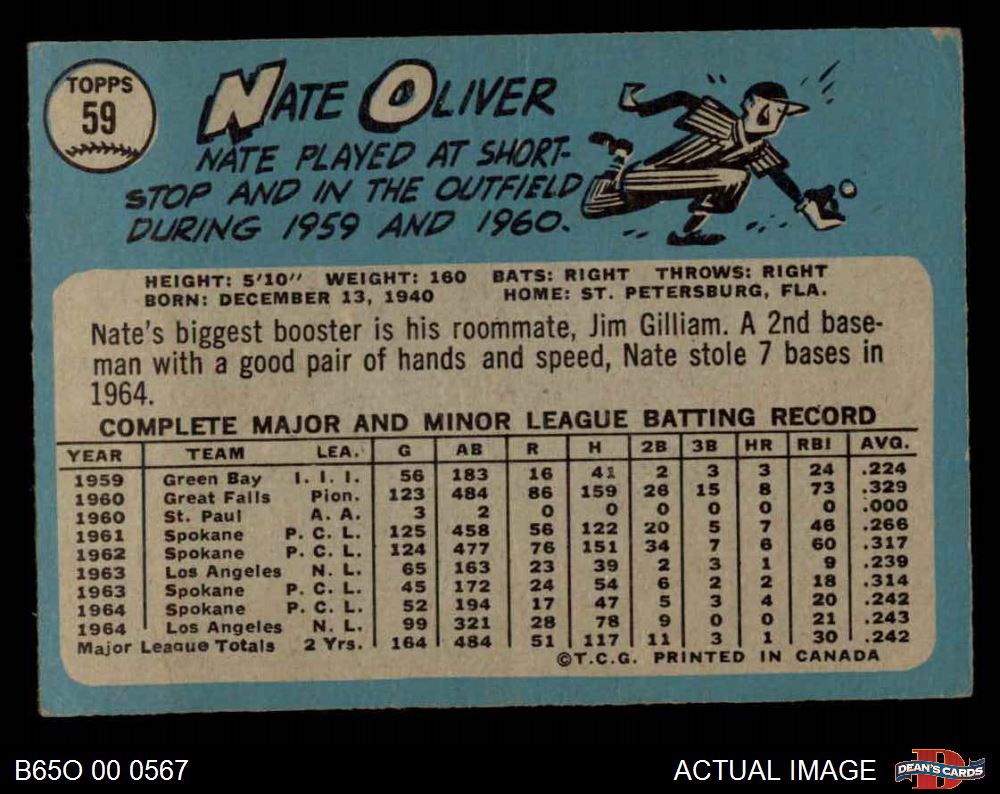 TOPPS
59
NATE OLIVER
NATE PLAYED AT SHORT-
STOP AND IN THE OUTFIELD
DURING 1959 AND 1960.
HEIGHT: 5'10" WEIGHT: 160 BATS: RIGHT THROWS: RIGHT
BORN: DECEMBER 13, 1940 HOME: ST. PETERSBURG, FLA.
Nate's biggest booster is his roommate, Jim Gilliam. A 2nd base-
man with a good pair of hands and speed, Nate stole 7 bases in
1964.
COMPLETE MAJOR AND MINOR LEAGUE BATTING RECORD
YEAR TEAM LEA. G AB R H 2B 3B HR RBI AVG.
1959 Green Bay I. I. I. 56 183 16 41 2 3 3 24 .224
1960 Great Falls Pion. 123 484 86 159 26 15 8 73 .329
1960 St. Paul A. A. 3 2 0 0 0 0 0 0 .000
1961 Spokane P. C. L. 125 458 56 122 20 5 7 46 .266
1962 Spokane P. C. L. 124 477 76 151 34 7 6 60 .317
1963 Los Angeles N. L. 65 163 23 39 2 3 1 9 .239
1963 Spokane P. C. L. 45 172 24 54 6 2 2 18 .314
1964 Spokane P. C. L. 52 194 17 47 5 3 4 20 .242
1964 Los Angeles N. L. 99 321 28 78 9 0 0 21 .243
Major League Totals 2 Yrs. 164 484 51 117 11 3 1 30 .242
©T.C.G. PRINTED IN CANADA
B65O 00 0567
ACTUAL IMAGE
DEAN'S CARDS